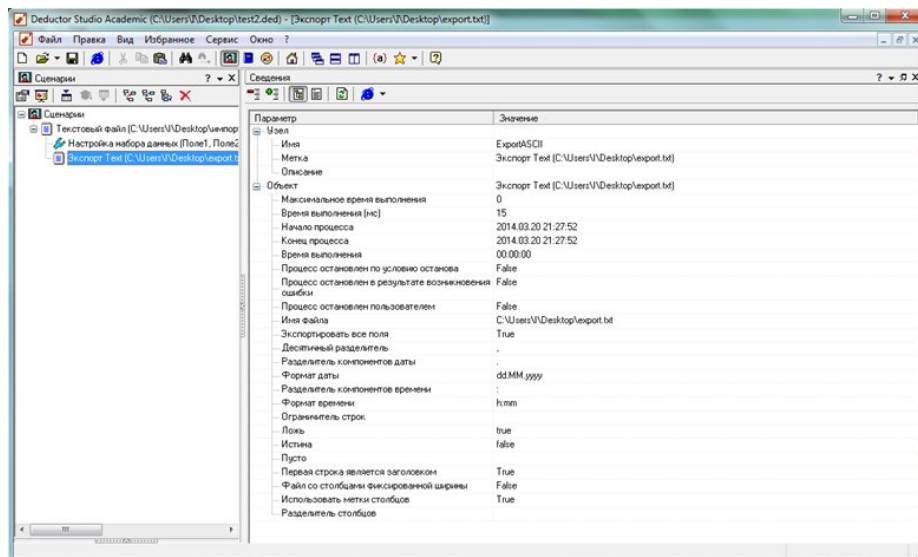 Deductor Studio Academic (C:\Users\I\Desktop\test2.ded) - [Экспорт Text (C:\Users\I\Desktop\export.txt)]
Файл Правка Вид Избранное Сервис Окно ?
Сценарии ? X
Сведения ? X
Сценарии
Текстовый файл (C:\Users\I\Desktop\импор
Настройка набора данных (Поле1, Поле2
Экспорт Text (C:\Users\I\Desktop\export.t
Параметр Значение
Узел
Имя ExportASCII
Метка Экспорт Text (C:\Users\I\Desktop\export.txt)
Описание
Объект Экспорт Text (C:\Users\I\Desktop\export.txt)
Максимальное время выполнения 0
Время выполнения (мс) 15
Начало процесса 2014.03.20 21:27:52
Конец процесса 2014.03.20 21:27:52
Время выполнения 00:00:00
Процесс остановлен по условию останова False
Процесс остановлен в результате возникновения False
ошибки
Процесс остановлен пользователем False
Имя файла C:\Users\I\Desktop\export.txt
Экспортировать все поля True
Десятичный разделитель ,
Разделитель компонентов даты .
Формат даты dd.MM.yyyy
Разделитель компонентов времени :
Формат времени h:mm
Ограничитель строк
Ложь true
Истина false
Пусто
Первая строка является заголовком True
Файл со столбцами фиксированной ширины False
Использовать метки столбцов True
Разделитель столбцов